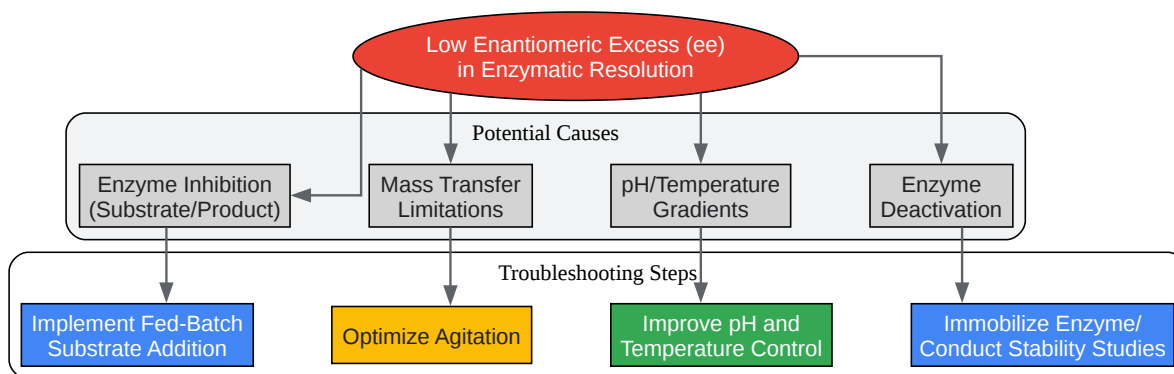 Low Enantiomeric Excess (ee)
in Enzymatic Resolution
Potential Causes
Enzyme Inhibition
(Substrate/Product)
Mass Transfer
Limitations
pH/Temperature
Gradients
Enzyme
Deactivation
Troubleshooting Steps
Implement Fed-Batch
Substrate Addition
Optimize Agitation
Improve pH and
Temperature Control
Immobilize Enzyme/
Conduct Stability Studies